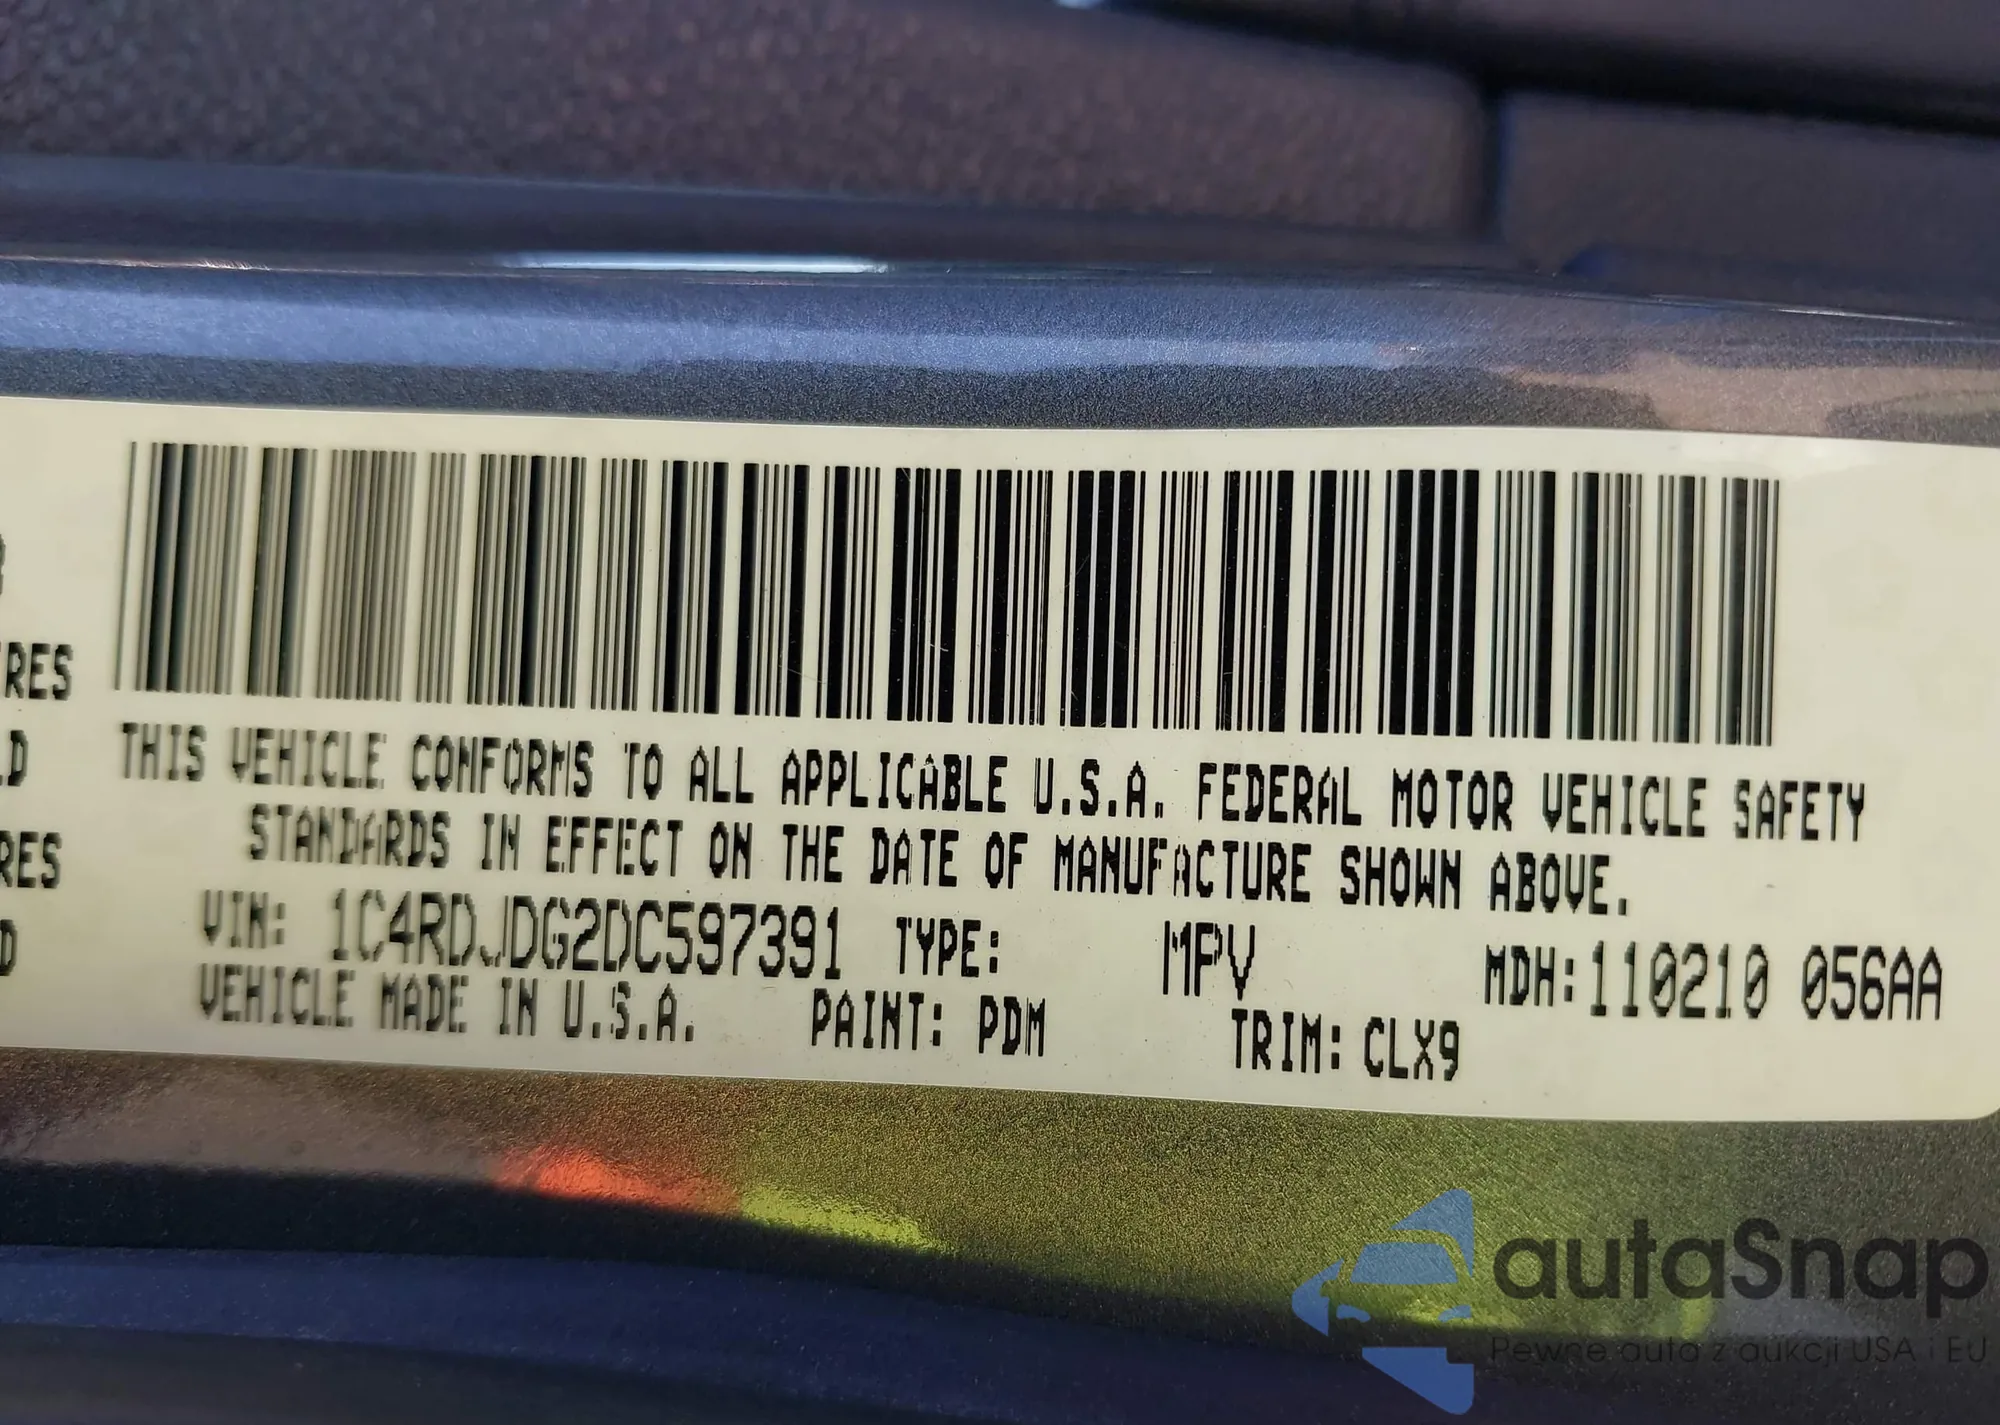 RES
LD
RES
D
THIS VEHICLE CONFORMS TO ALL APPLICABLE U.S.A. FEDERAL MOTOR VEHICLE SAFETY
STANDARDS IN EFFECT ON THE DATE OF MANUFACTURE SHOWN ABOVE.
VIN: 1C4RDJDG2DC597391 TYPE: MPV MDH:110210 056AA
VEHICLE MADE IN U.S.A. PAINT: PDM TRIM: CLX9
autaSnap
Pewne auta z aukcji USA i EU